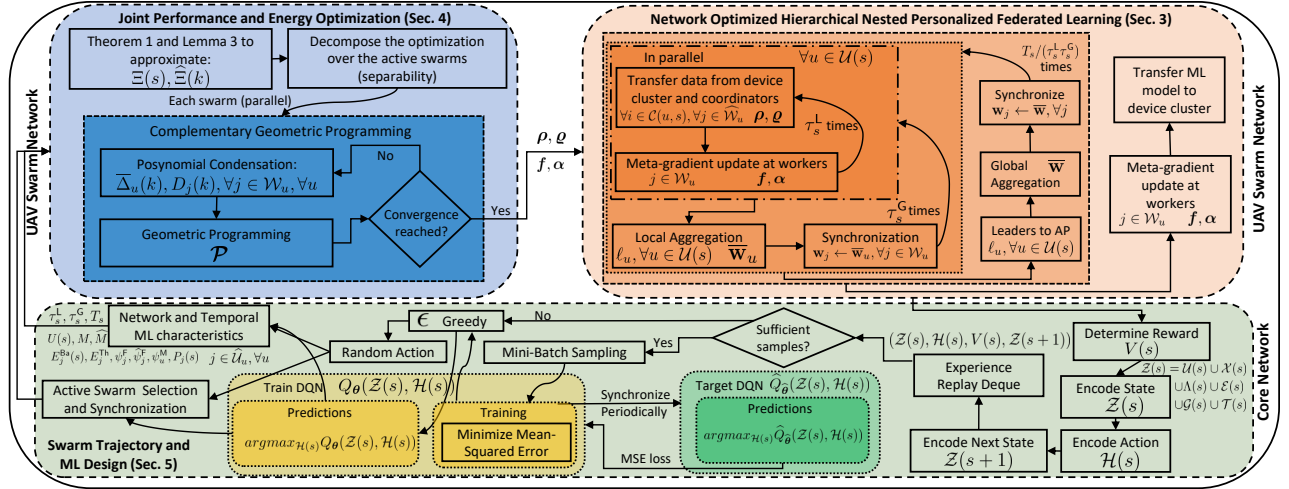 Joint Performance and Energy Optimization (Sec. 4)
Theorem 1 and Lemma 3 to
approximate:
Ξ(s), Ξ̂(k)
Decompose the optimization
over the active swarms
(separability)
Each swarm (parallel)
Complementary Geometric Programming
Posynomial Condensation:
Δ̅_u(k), D_j(k), ∀j ∈ 𝒲_u, ∀u
Geometric Programming
𝓟
No
Convergence
reached?
Yes
ρ, ϱ
f, α
UAV Swarm Network
Network Optimized Hierarchical Nested Personalized Federated Learning (Sec. 3)
In parallel
∀u ∈ 𝒰(s)
Transfer data from device
cluster and coordinators
∀i ∈ 𝒞(u, s), ∀j ∈ 𝒲̂_u ρ, ϱ
τ_s^L times
Meta-gradient update at workers
j ∈ 𝒲_u f, α
τ_s^G times
Local Aggregation
ℓ_u, ∀u ∈ 𝒰(s) w̅_u
Synchronization
w_j ← w̅_u, ∀j ∈ 𝒲_u
T_s/(τ_s^L τ_s^G)
times
Synchronize
w_j ← w̅, ∀j
Global w̅
Aggregation
Leaders to AP
ℓ_u, ∀u ∈ 𝒰(s)
Transfer ML
model to
device cluster
Meta-gradient
update at
workers
j ∈ 𝒲_u f, α
UAV Swarm Network
τ_s^L, τ_s^G, T_s
U(s), M, M̂
E_j^Ba(s), E_j^Th, ψ_j^F, ψ̂_j^F, ψ_u^M, P_j(s) j ∈ 𝒰̂_u, ∀u
Network and Temporal
ML characteristics
Active Swarm Selection
and Synchronization
Swarm Trajectory and
ML Design (Sec. 5)
ϵ Greedy
Random Action
No
Sufficient
samples?
Yes
Mini-Batch Sampling
Train DQN Q_θ(𝒵(s), ℋ(s))
Predictions
argmax_ℋ(s) Q_θ(𝒵(s), ℋ(s))
Training
Minimize Mean-
Squared Error
Synchronize
Periodically
MSE loss
Target DQN Q̂_θ(𝒵(s), ℋ(s))
Predictions
argmax_ℋ(s) Q̂_θ(𝒵(s), ℋ(s))
(𝒵(s), ℋ(s), V(s), 𝒵(s+1))
Experience
Replay Deque
Encode Next State
𝒵(s + 1)
Determine Reward
V(s)
Encode State
𝒵(s)
𝒵(s) = 𝒰(s) ∪ 𝒳(s)
∪Λ(s) ∪ ℰ(s)
∪𝒢(s) ∪ 𝒯(s)
Encode Action
ℋ(s)
Core Network